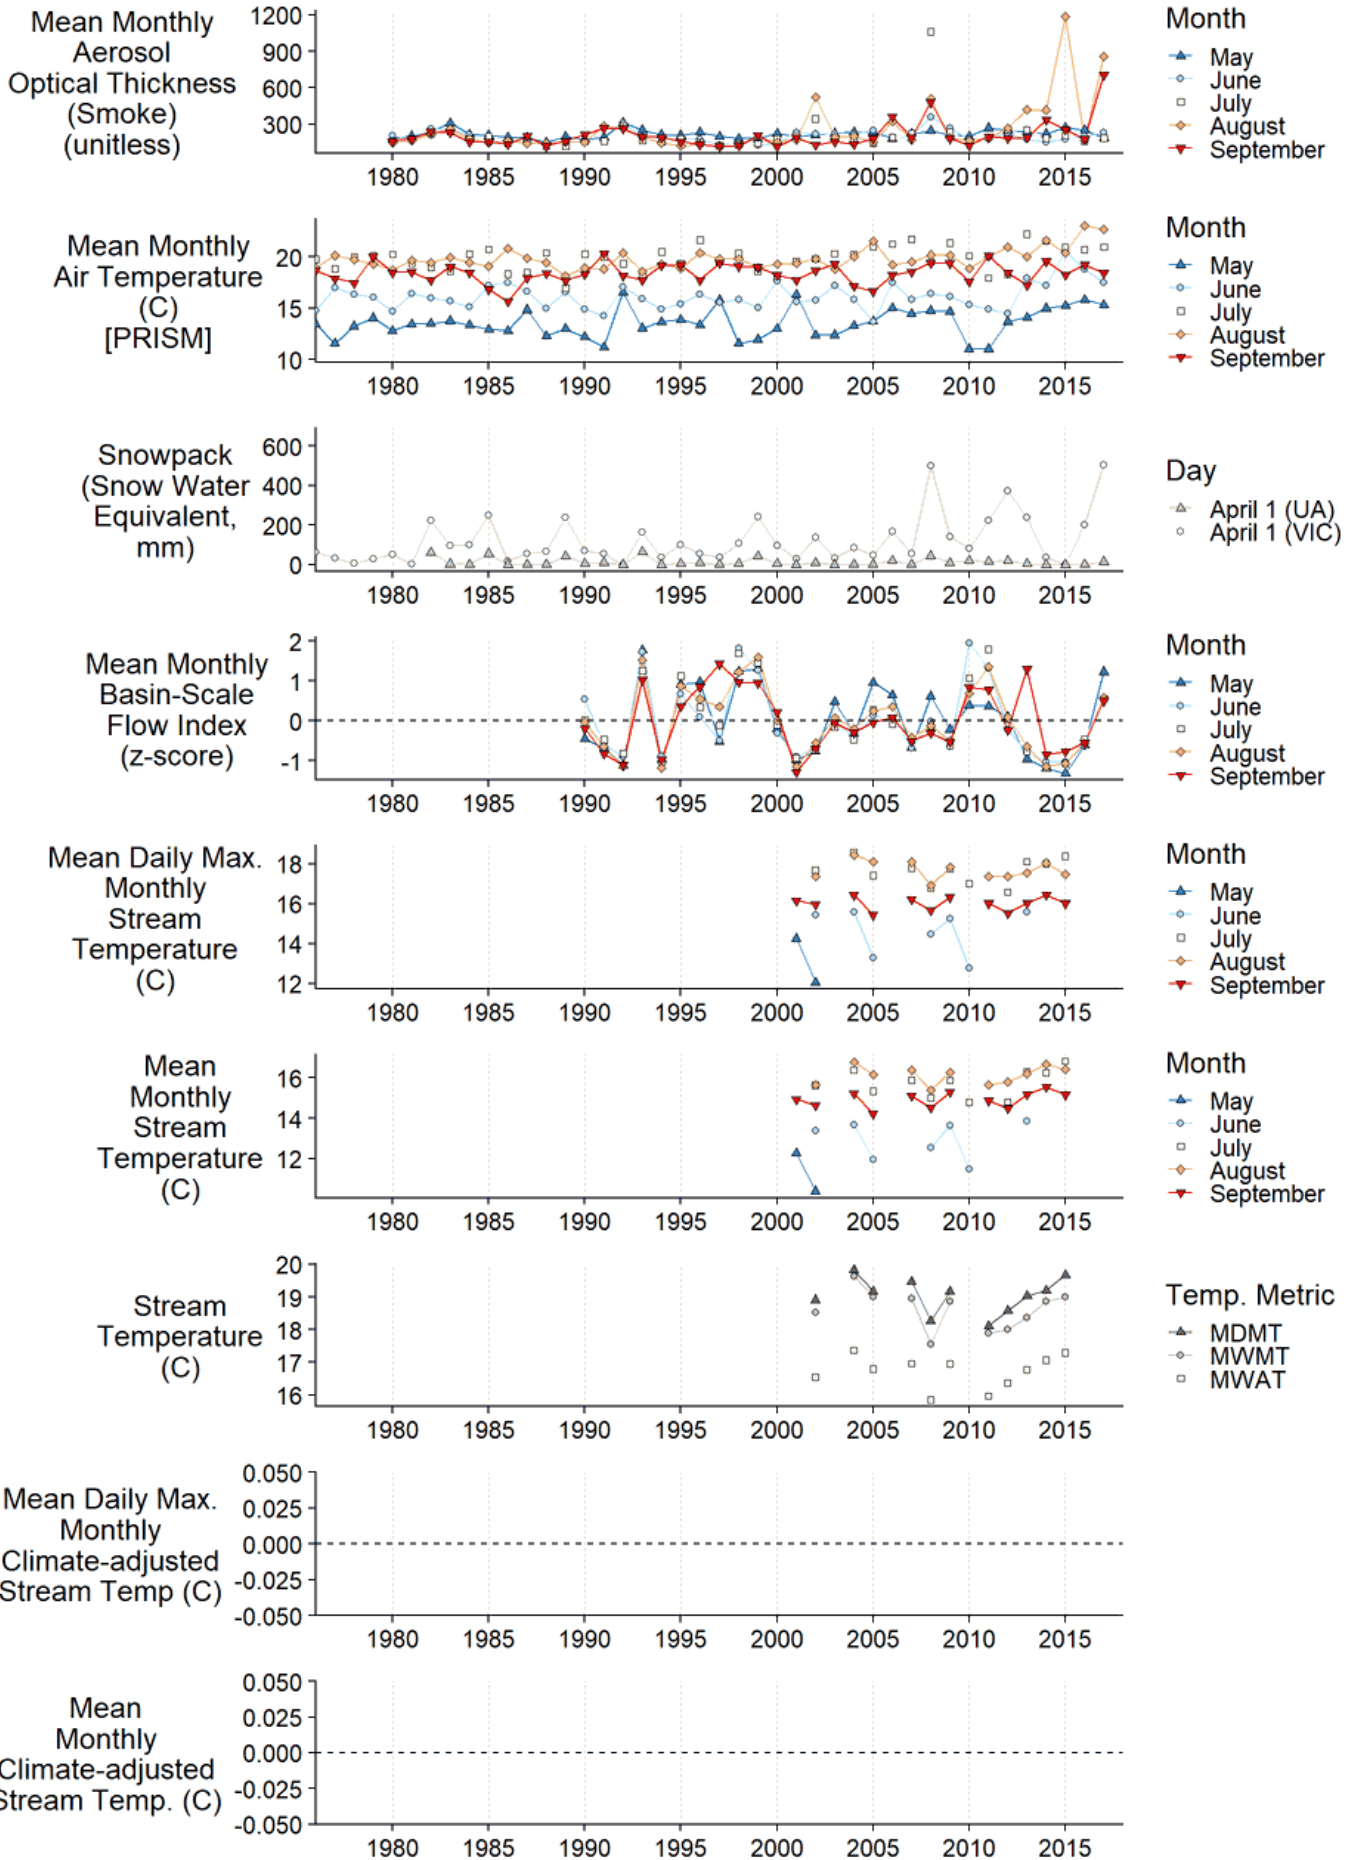 Mean Monthly
Aerosol
Optical Thickness
(Smoke)
(unitless)
1200
900
600
300
1980 1985 1990 1995 2000 2005 2010 2015
Month
May
June
July
August
September
Mean Monthly
Air Temperature
(C)
[PRISM]
20
15
10
1980 1985 1990 1995 2000 2005 2010 2015
Month
May
June
July
August
September
Snowpack
(Snow Water
Equivalent,
mm)
600
400
200
0
1980 1985 1990 1995 2000 2005 2010 2015
Day
April 1 (UA)
April 1 (VIC)
Mean Monthly
Basin-Scale
Flow Index
(z-score)
2
1
0
-1
1980 1985 1990 1995 2000 2005 2010 2015
Month
May
June
July
August
September
Mean Daily Max.
Monthly
Stream
Temperature
(C)
18
16
14
12
1980 1985 1990 1995 2000 2005 2010 2015
Month
May
June
July
August
September
Mean
Monthly
Stream
Temperature
(C)
16
14
12
1980 1985 1990 1995 2000 2005 2010 2015
Month
May
June
July
August
September
Stream
Temperature
(C)
20
19
18
17
16
1980 1985 1990 1995 2000 2005 2010 2015
Temp. Metric
MDMT
MWMT
MWAT
Mean Daily Max.
Monthly
Climate-adjusted
Stream Temp (C)
0.050
0.025
0.000
-0.025
-0.050
1980 1985 1990 1995 2000 2005 2010 2015
Mean
Monthly
Climate-adjusted
Stream Temp. (C)
0.050
0.025
0.000
-0.025
-0.050
1980 1985 1990 1995 2000 2005 2010 2015